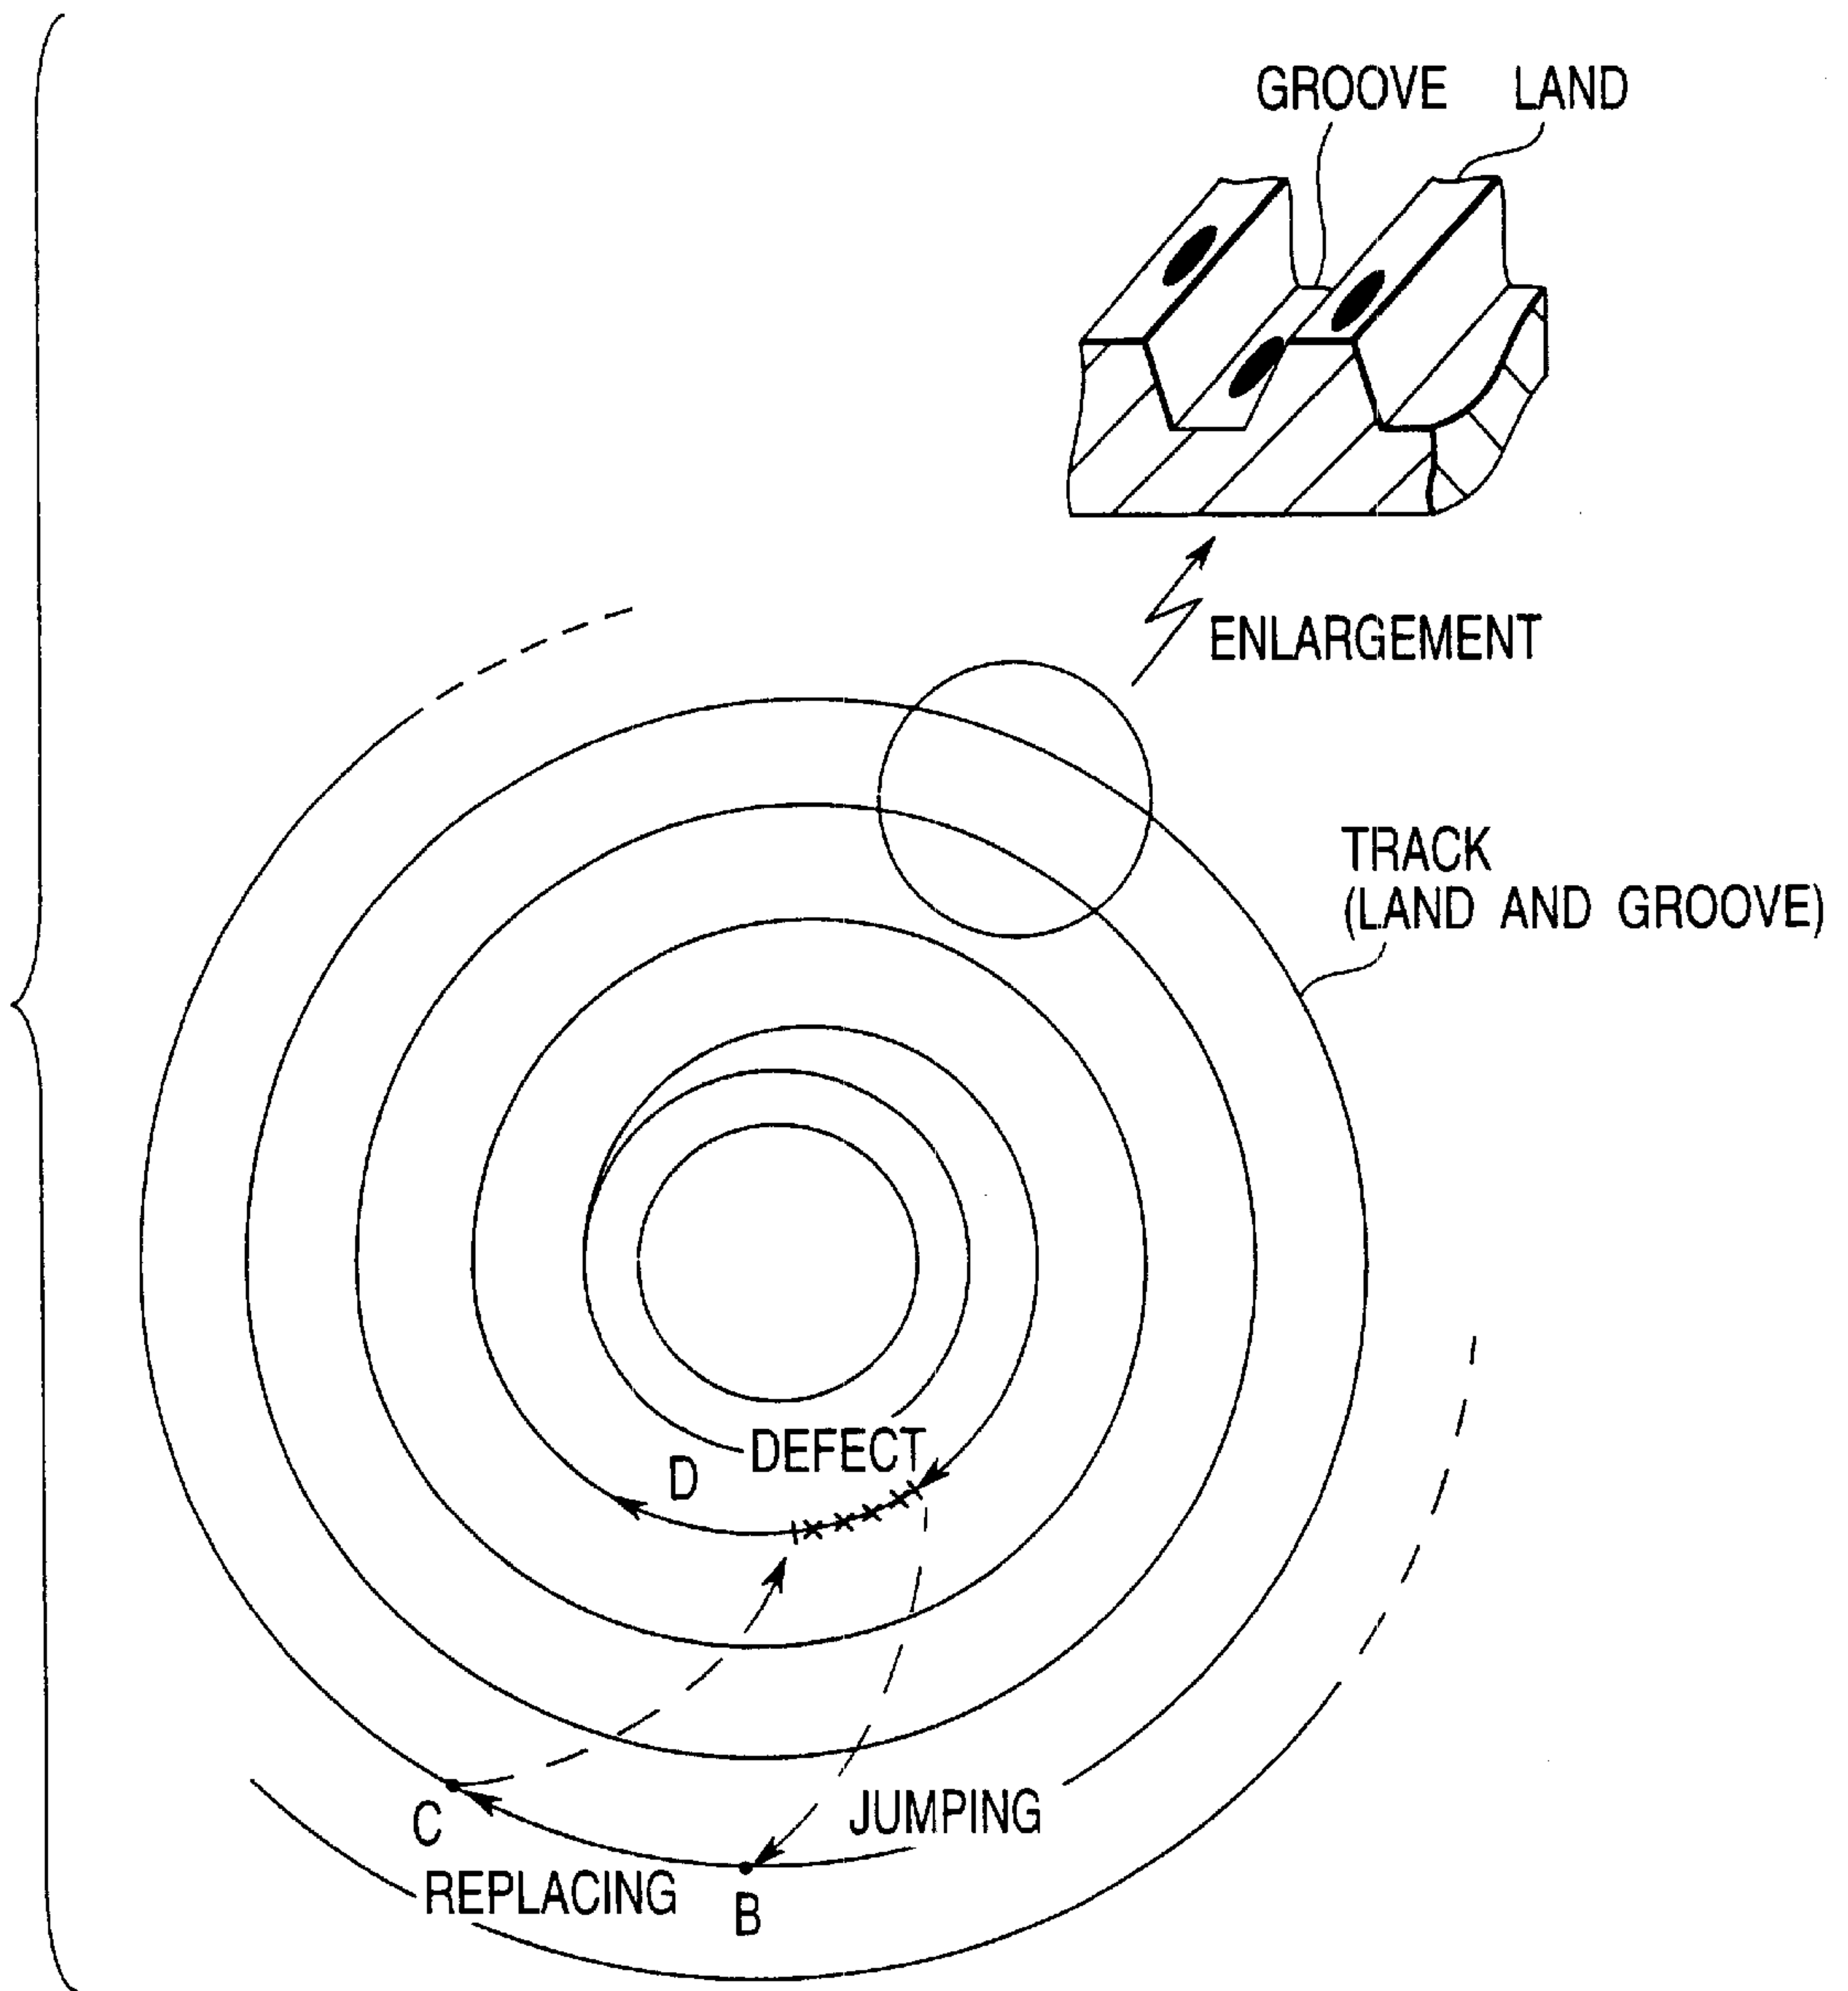 GROOVE LAND
ENLARGEMENT
TRACK
(LAND AND GROOVE)
DEFECT
D
JUMPING
C
REPLACING
B